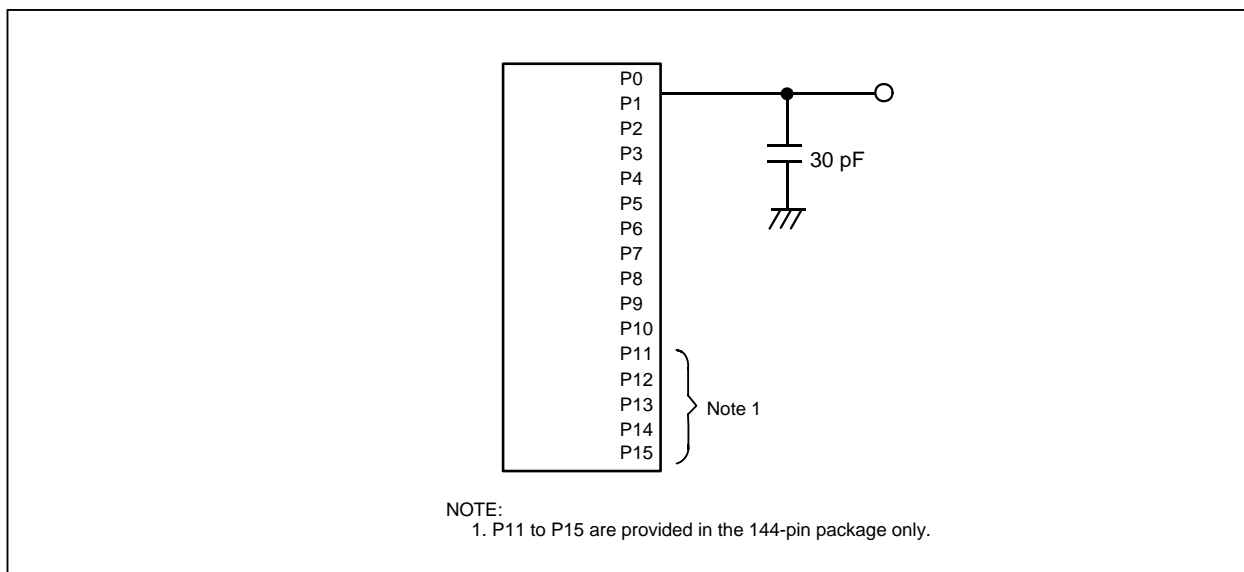 P0
P1
P2
P3
P4
P5
P6
P7
P8
P9
P10
P11
P12
P13
P14
P15
30 pF
Note 1
NOTE:
1. P11 to P15 are provided in the 144-pin package only.